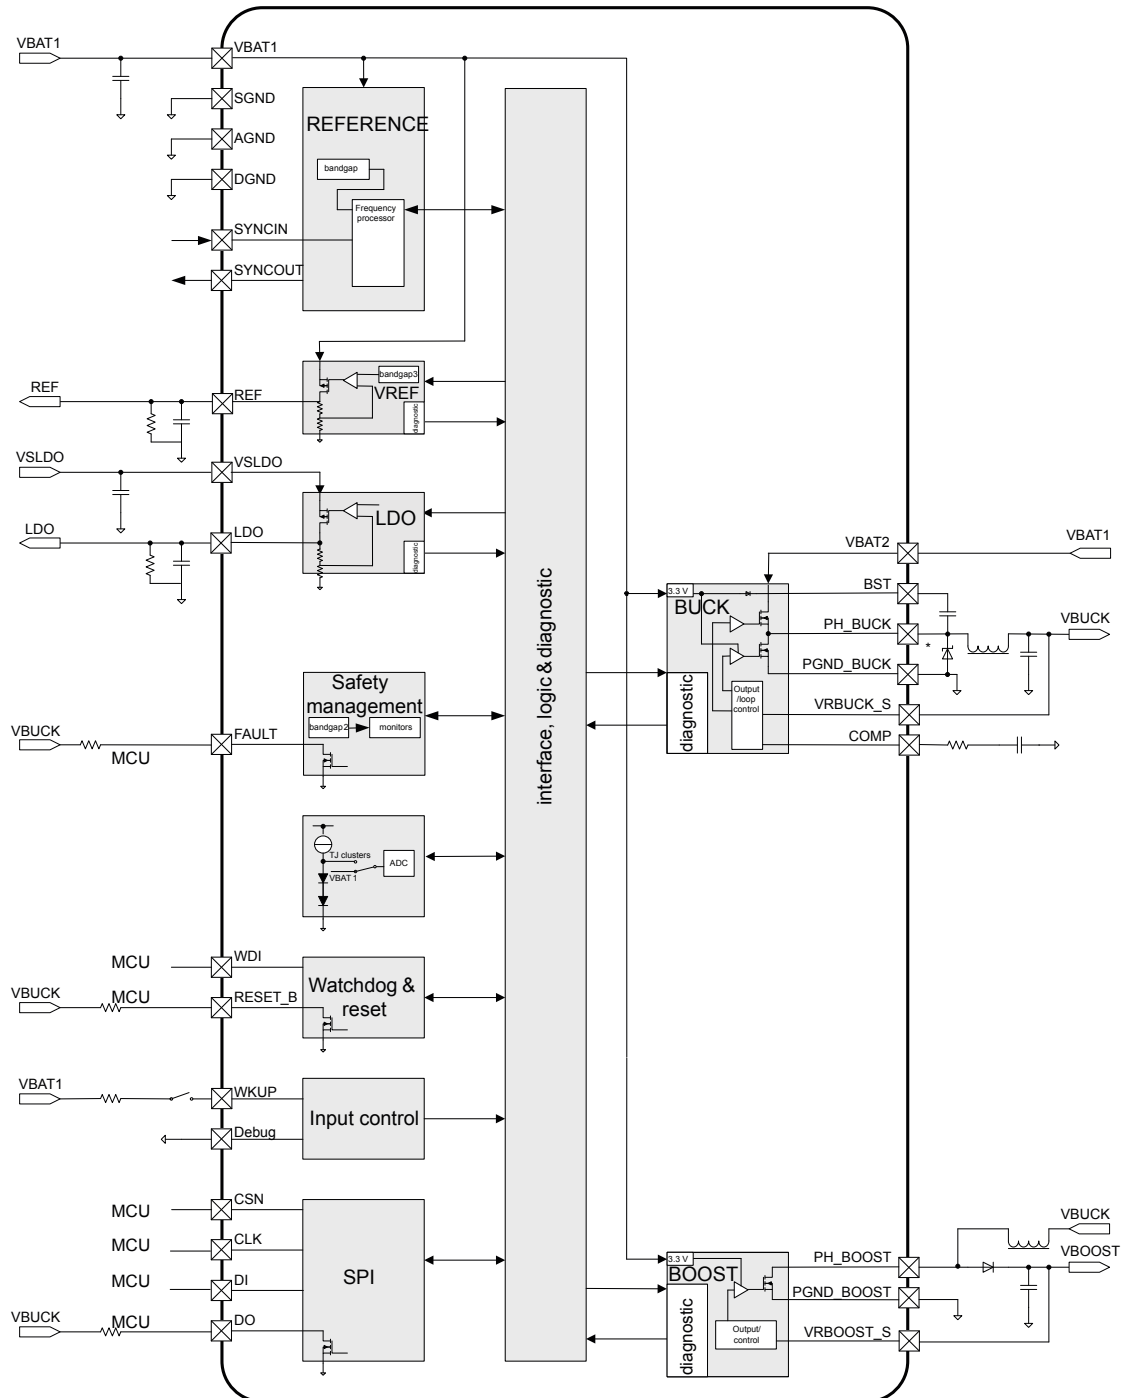 VBAT1
VBAT1
SGND
AGND
DGND
SYNCIN
SYNCOUT
REFERENCE
bandgap
Frequency
processor
REF
REF
bandgap3
VREF
diagnostic
VSLDO
VSLDO
LDO
LDO
LDO
diagnostic
interface, logic & diagnostic
VBAT2
VBAT1
BST
PH_BUCK
VBUCK
*
PGND_BUCK
VRBUCK_S
COMP
3.3 V
BUCK
Output
/loop
control
diagnostic
Safety
management
bandgap2
monitors
VBUCK
MCU
FAULT
TJ clusters
VBAT 1
ADC
MCU
WDI
VBUCK
MCU
RESET_B
Watchdog &
reset
VBAT1
WKUP
Debug
Input control
MCU
CSN
MCU
CLK
MCU
DI
VBUCK
MCU
DO
SPI
3.3 V
BOOST
Output/
control
diagnostic
PH_BOOST
PGND_BOOST
VRBOOST_S
VBUCK
VBOOST